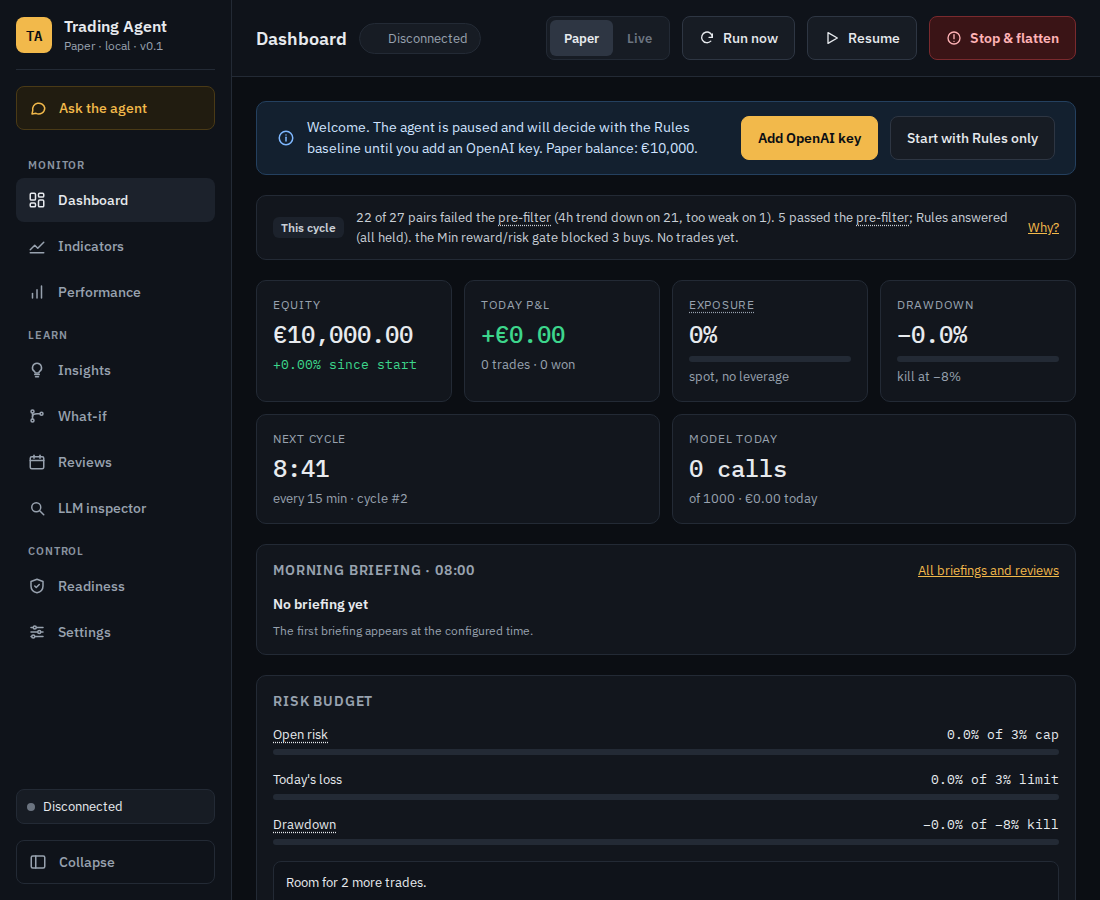 TA
Trading Agent
Paper · local · v0.1
Ask the agent
MONITOR
Dashboard
Indicators
Performance
LEARN
Insights
What-if
Reviews
LLM inspector
CONTROL
Readiness
Settings
Disconnected
Collapse
Dashboard
Disconnected
Paper
Live
Run now
Resume
Stop & flatten
Welcome. The agent is paused and will decide with the Rules
baseline until you add an OpenAI key. Paper balance: €10,000.
Add OpenAI key
Start with Rules only
This cycle
22 of 27 pairs failed the pre-filter (4h trend down on 21, too weak on 1). 5 passed the pre-filter; Rules answered
(all held). the Min reward/risk gate blocked 3 buys. No trades yet.
Why?
EQUITY
€10,000.00
+0.00% since start
TODAY P&L
+€0.00
0 trades · 0 won
EXPOSURE
0%
spot, no leverage
DRAWDOWN
−0.0%
kill at −8%
NEXT CYCLE
8:41
every 15 min · cycle #2
MODEL TODAY
0 calls
of 1000 · €0.00 today
MORNING BRIEFING · 08:00
All briefings and reviews
No briefing yet
The first briefing appears at the configured time.
RISK BUDGET
Open risk
0.0% of 3% cap
Today's loss
0.0% of 3% limit
Drawdown
−0.0% of −8% kill
Room for 2 more trades.